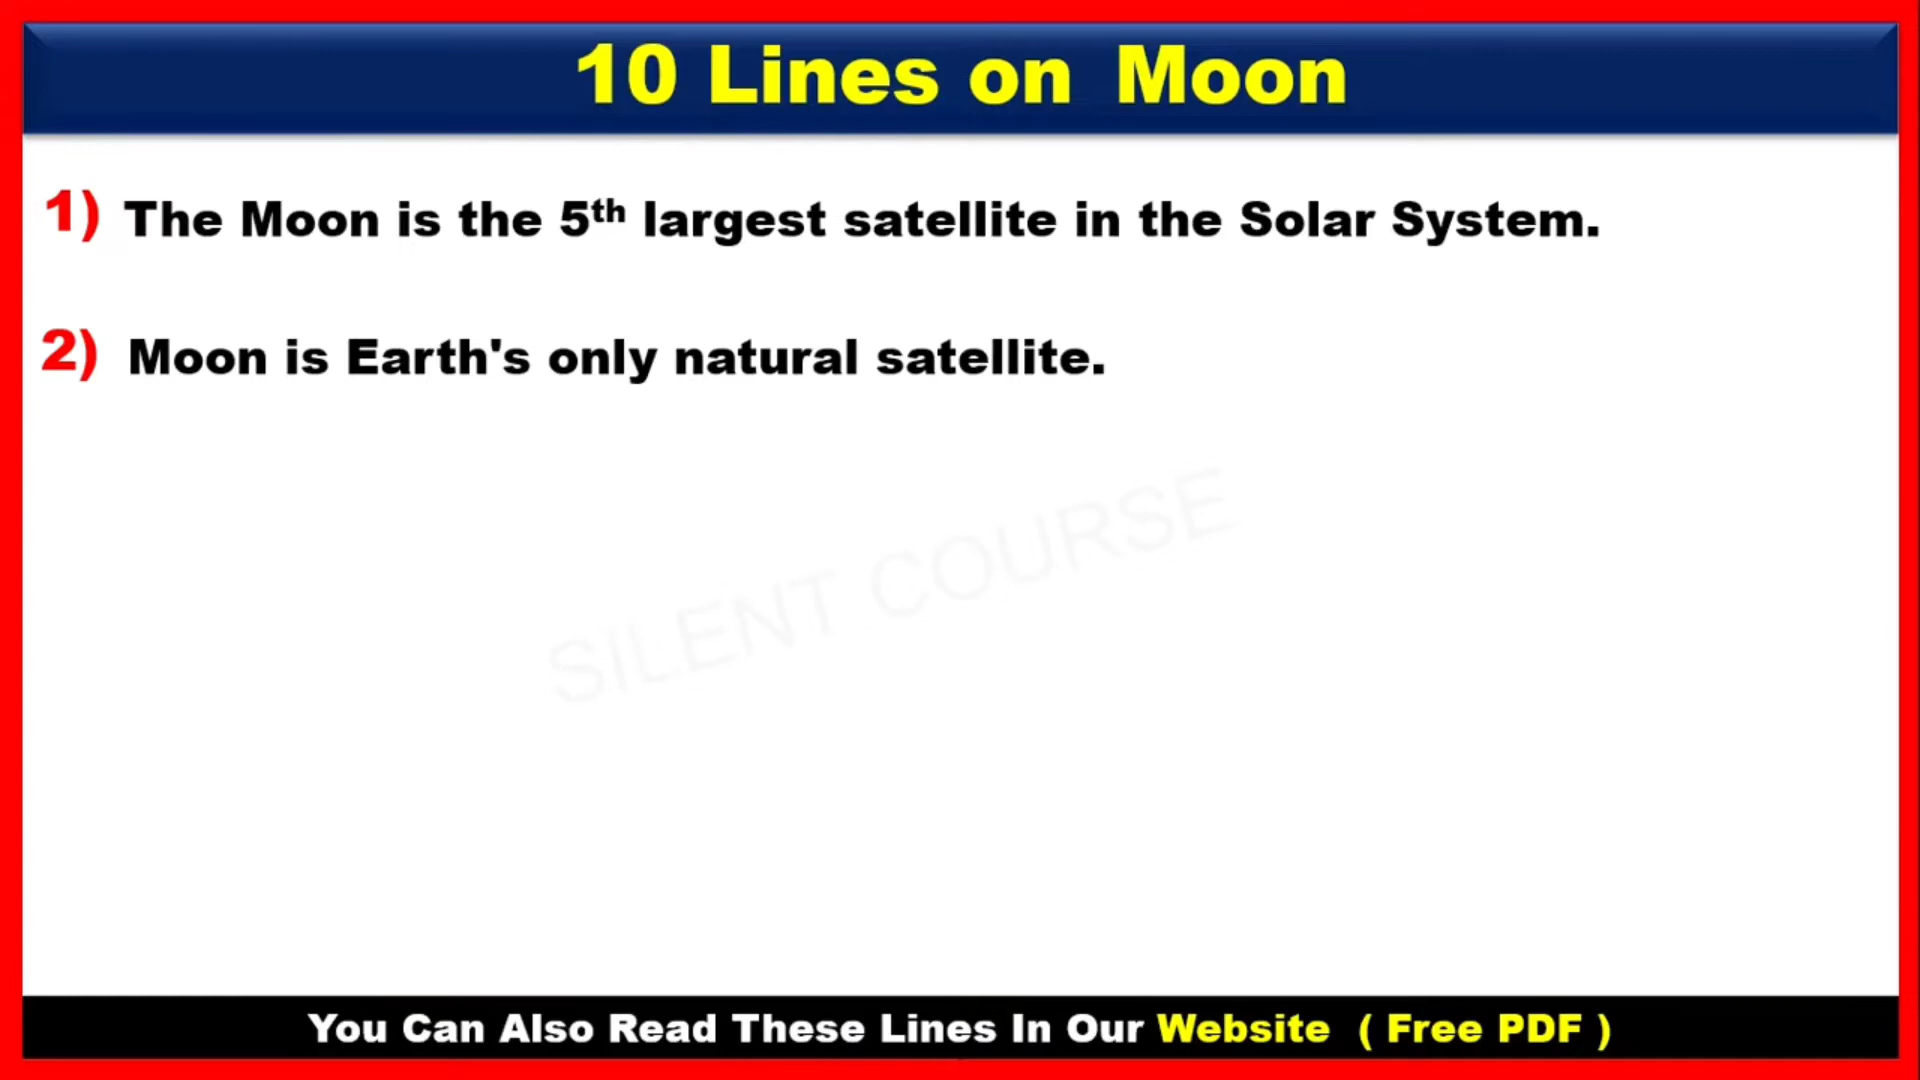 10 Lines on Moon
1) The Moon is the 5th largest satellite in the Solar System.
2) Moon is Earth's only natural satellite.
SILENT COURSE
You Can Also Read These Lines In Our Website ( Free PDF )